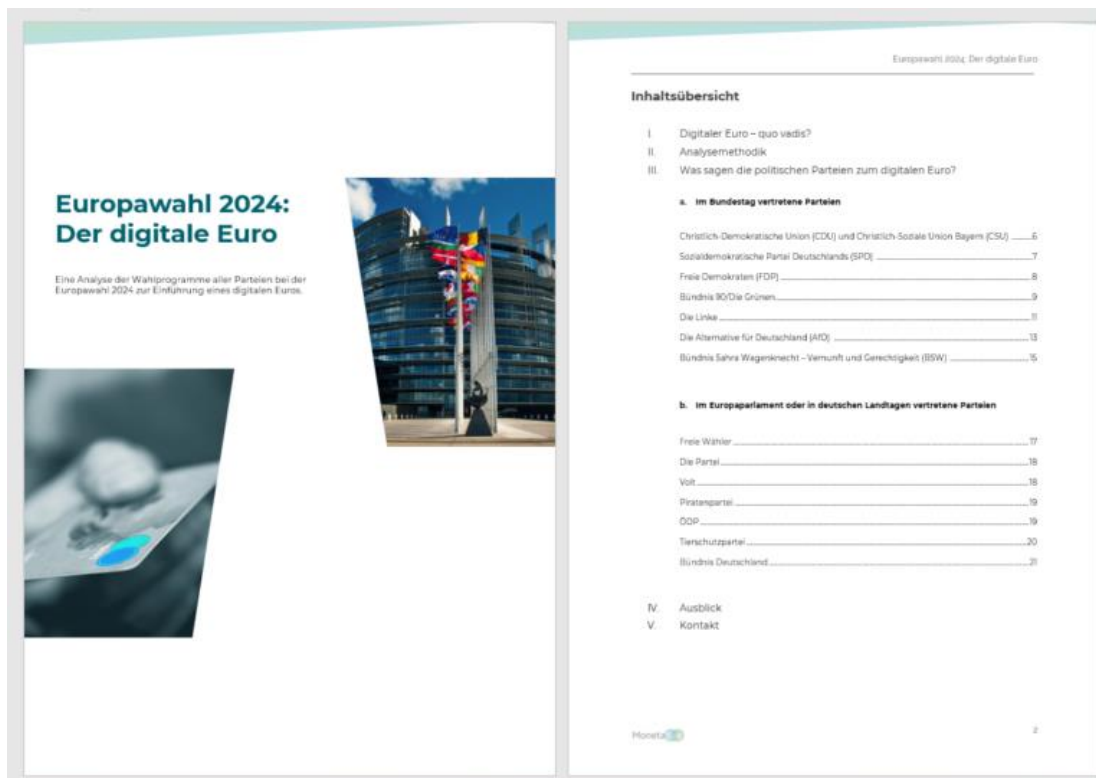 Europawahl 2024:
Der digitale Euro
Eine Analyse der Wahlprogramme aller Parteien bei der
Europawahl 2024 zur Einführung eines digitalen Euros.
Europawahl 2024: Der digitale Euro
Inhaltsübersicht
I. Digitaler Euro – quo vadis?
II. Analysemethodik
III. Was sagen die politischen Parteien zum digitalen Euro?
a. Im Bundestag vertretene Parteien
Christlich-Demokratische Union (CDU) und Christlich-Soziale Union Bayern (CSU) 6
Sozialdemokratische Partei Deutschlands (SPD) 7
Freie Demokraten (FDP) 8
Bündnis 90/Die Grünen 9
Die Linke 11
Die Alternative für Deutschland (AfD) 13
Bündnis Sahra Wagenknecht – Vernunft und Gerechtigkeit (BSW) 15
b. Im Europaparlament oder in deutschen Landtagen vertretene Parteien
Freie Wähler 17
Die Partei 18
Volt 18
Piratenpartei 19
ÖDP 19
Tierschutzpartei 20
Bündnis Deutschland 21
IV. Ausblick
V. Kontakt
Moneta
2